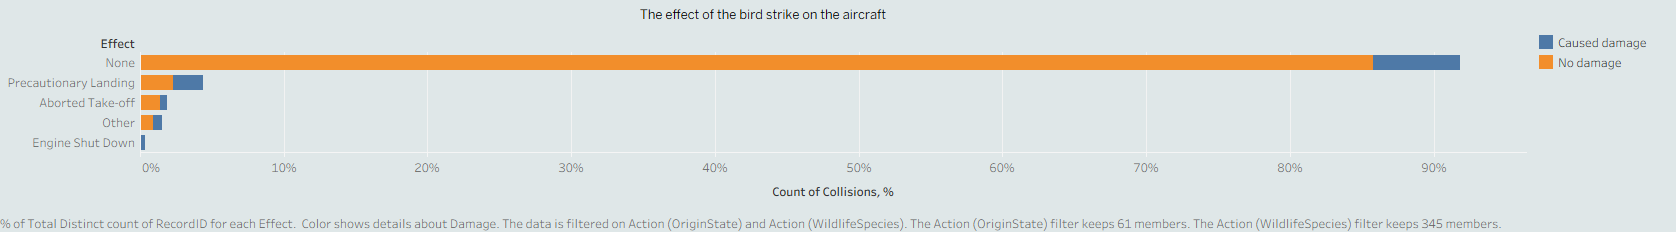 The effect of the bird strike on the aircraft
Effect
None
Precautionary Landing
Aborted Take-off
Other
Engine Shut Down
0% 10% 20% 30% 40% 50% 60% 70% 80% 90%
Count of Collisions, %
Caused damage
No damage
% of Total Distinct count of RecordID for each Effect. Color shows details about Damage. The data is filtered on Action (OriginState) and Action (WildlifeSpecies). The Action (OriginState) filter keeps 61 members. The Action (WildlifeSpecies) filter keeps 345 members.